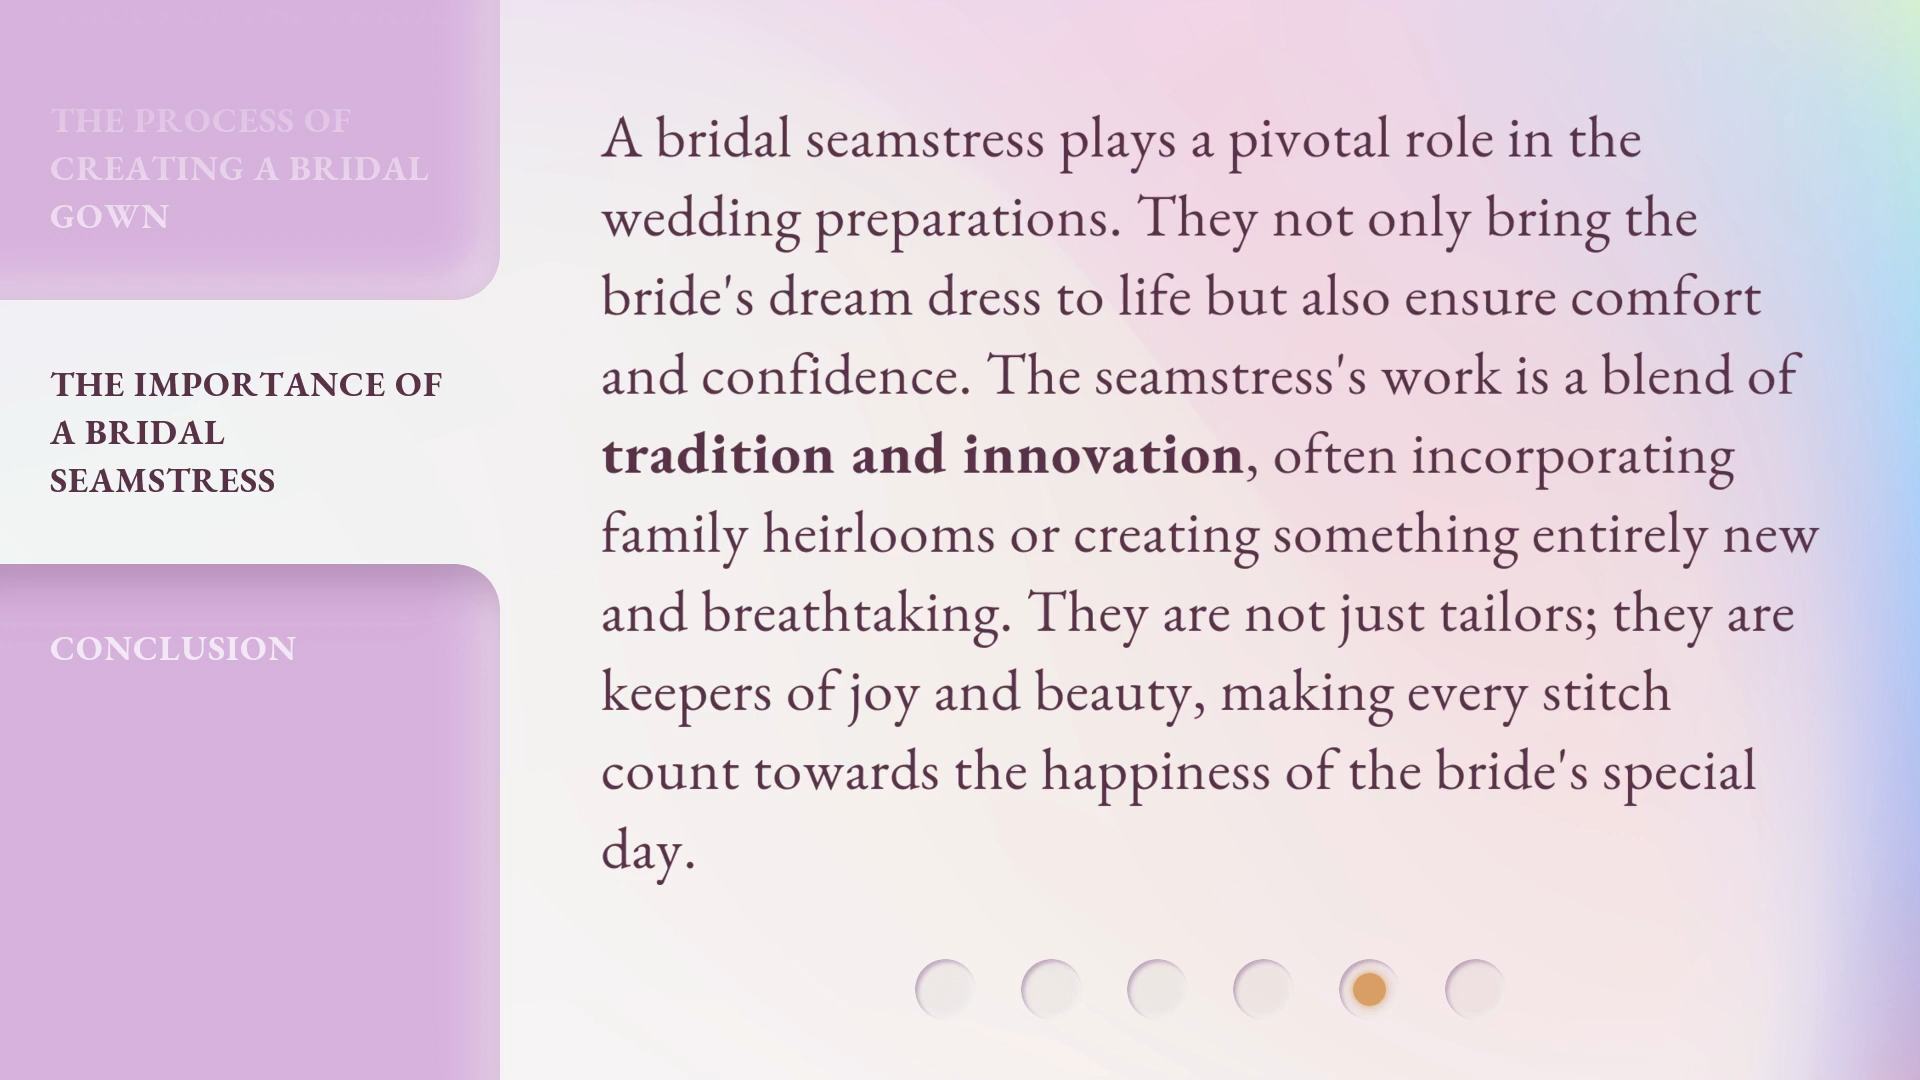 THE PROCESS OF
CREATING A BRIDAL
GOWN
THE IMPORTANCE OF
A BRIDAL
SEAMSTRESS
CONCLUSION
A bridal seamstress plays a pivotal role in the
wedding preparations. They not only bring the
bride's dream dress to life but also ensure comfort
and confidence. The seamstress's work is a blend of
tradition and innovation, often incorporating
family heirlooms or creating something entirely new
and breathtaking. They are not just tailors; they are
keepers of joy and beauty, making every stitch
count towards the happiness of the bride's special
day.